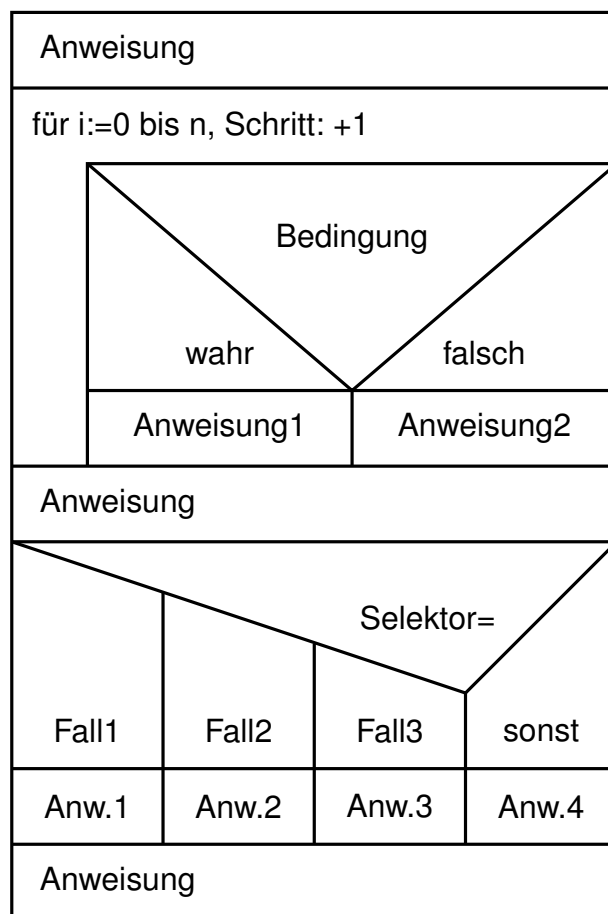 Anweisung
für i:=0 bis n, Schritt: +1
Bedingung
wahr falsch
Anweisung1 Anweisung2
Anweisung
Selektor=
Fall1 Fall2 Fall3 sonst
Anw.1 Anw.2 Anw.3 Anw.4
Anweisung